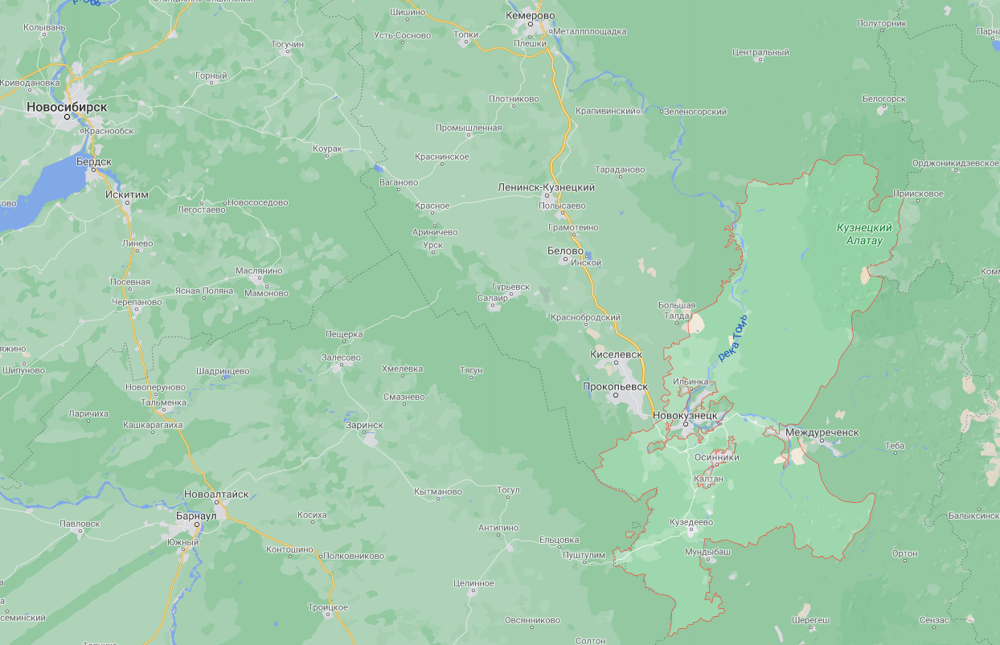 Станционно-Ояшинский
Шишино
Кемерово
Колывань
Усть-Сосново
Топки
Металлплощадка
Полуторник
Плешки
Тогучин
Центральный
Горный
Криводановка
Плотниково
Белогорск
Новосибирск
Крапивинский
Зеленогорский
Краснообск
Промышленная
Коурак
Бердск
Краснинское
Орджоникидзевское
Тараданово
Ваганово
Ленинск-Кузнецкий
Искитим
Приисковое
Новососедово
Легостаево
Красное
Полысаево
Ариничево
Грамотеино
Кузнецкий
Алатау
Линево
Урск
Белово
Инской
Маслянино
Посевная
Ясная Поляна
Мамоново
Гурьевск
Салаир
Черепаново
Большая
Талда
Краснобродский
Пещерка
река Томь
Залесово
Киселевск
Шипуново
Шадринцево
Хмелёвка
Тягун
Прокопьевск
Ильинка
Новоперуново
Тальменка
Смазнево
Ларичиха
Кашкарагаиха
Заринск
Новокузнецк
Междуреченск
Теба
Осинники
Калтан
Новоалтайск
Кытманово
Тогул
Барнаул
Косиха
Павловск
Кузедеево
Балыксинск
Антипино
Южный
Ельцовка
Контошино
Полковниково
Пуштулим
Мундыбаш
Ортон
Целинное
Троицкое
Овсянниково
Шерегеш
Сензас
Солтон